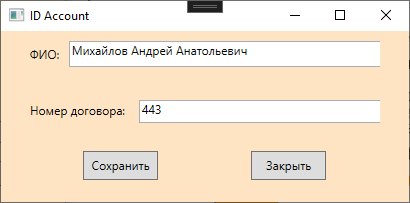 ID Account
ФИО: Михайлов Андрей Анатольевич
Номер договора: 443
Сохранить Закрыть